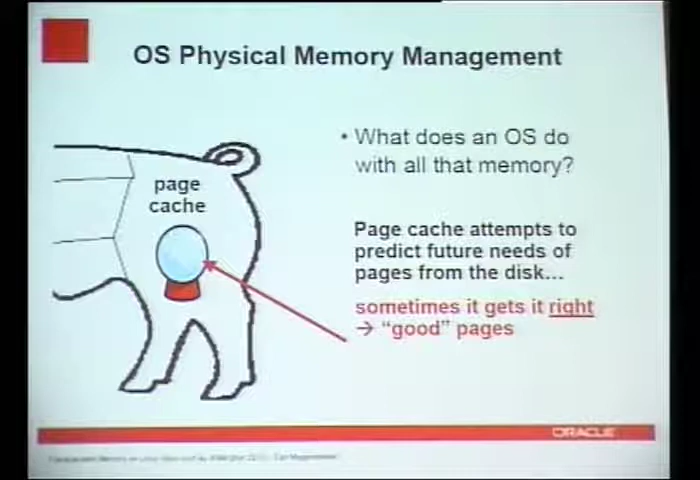 OS Physical Memory Management
• What does an OS do
with all that memory?
page
cache
Page cache attempts to
predict future needs of
pages from the disk...
sometimes it gets it right
→ “good” pages
ORACLE